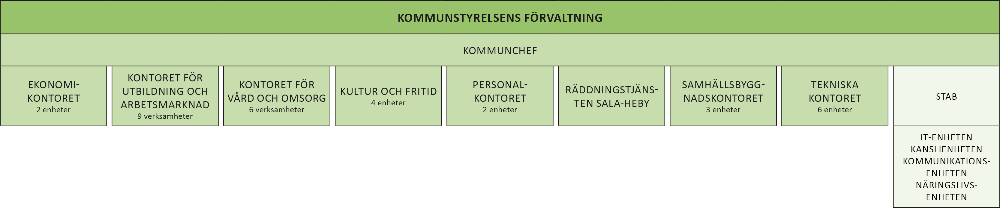 KOMMUNSTYRELSENS FÖRVALTNING
KOMMUNCHEF
EKONOMI-
KONTORET
2 enheter
KONTORET FÖR
UTBILDNING OCH
ARBETSMARKNAD
9 verksamheter
KONTORET FÖR
VÅRD OCH OMSORG
6 verksamheter
KULTUR OCH FRITID
4 enheter
PERSONAL-
KONTORET
2 enheter
RÄDDNINGSTJÄNS-
TEN SALA-HEBY
SAMHÄLLSBYGG-
NADSKONTORET
3 enheter
TEKNISKA
KONTORET
6 enheter
STAB
IT-ENHETEN
KANSLIENHETEN
KOMMUNIKATIONS-
ENHETEN
NÄRINGSLIVS-
ENHETEN